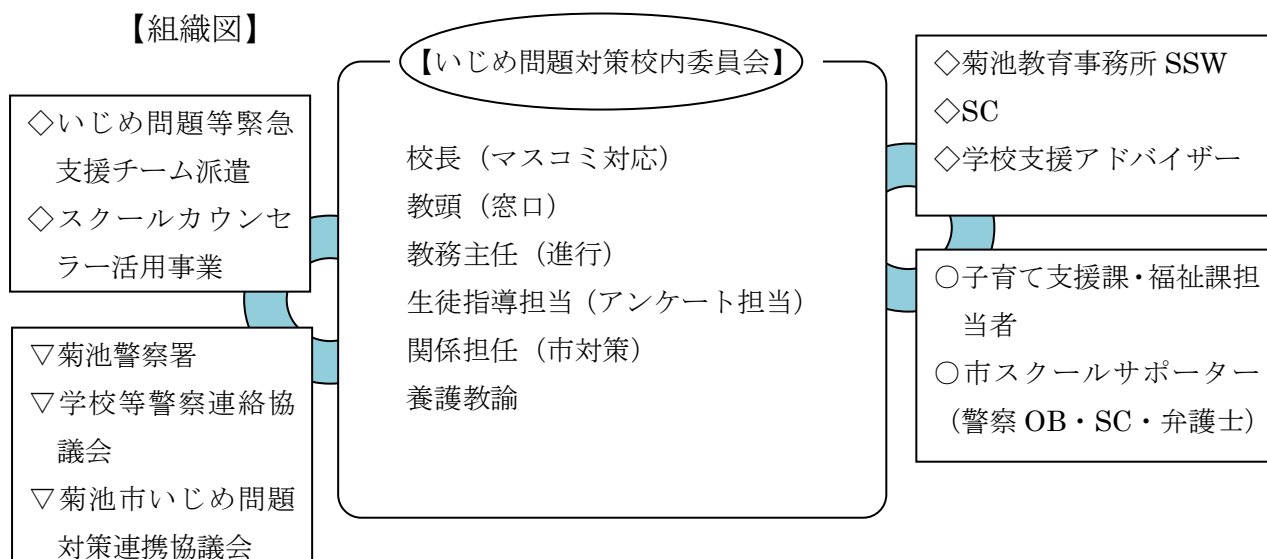 【組織図】
◇いじめ問題等緊急
支援チーム派遣
◇スクールカウンセ
ラー活用事業
▽菊池警察署
▽学校等警察連絡協
議会
▽菊池市いじめ問題
対策連携協議会
【いじめ問題対策校内委員会】
校長（マスコミ対応）
教頭（窓口）
教務主任（進行）
生徒指導担当（アンケート担当）
関係担任（市対策）
養護教諭
◇菊池教育事務所 SSW
◇SC
◇学校支援アドバイザー
○子育て支援課・福祉課担
当者
○市スクールサポーター
（警察 OB・SC・弁護士）